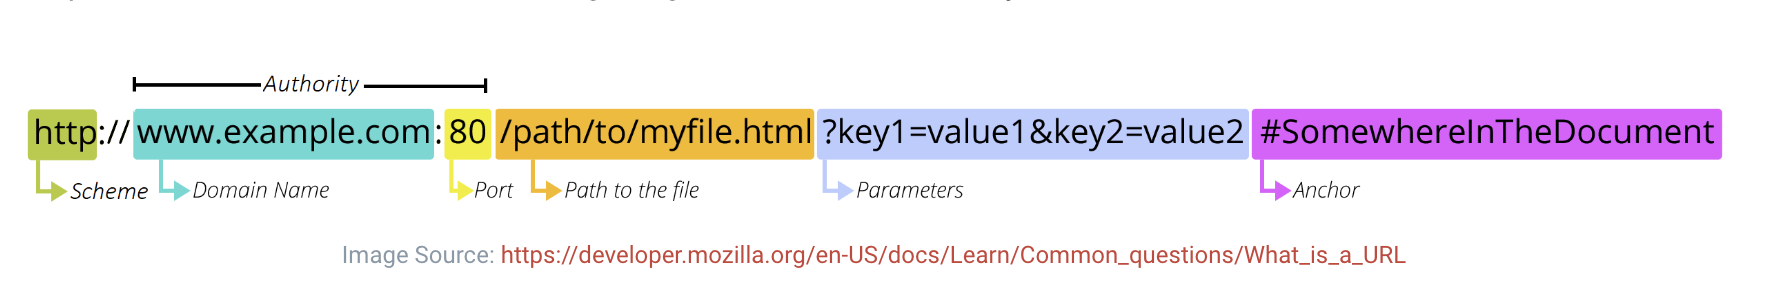 Authority
http://www.example.com:80/path/to/myfile.html?key1=value1&key2=value2#SomewhereInTheDocument
Scheme Domain Name Port Path to the file Parameters Anchor
Image Source: https://developer.mozilla.org/en-US/docs/Learn/Common_questions/What_is_a_URL